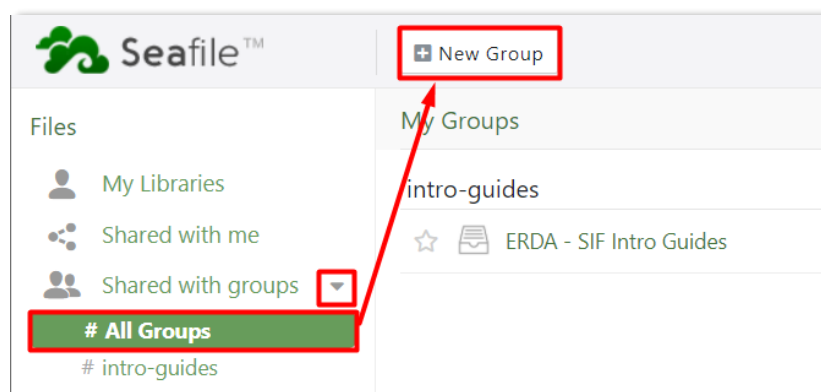 Seafile™
New Group
Files
My Groups
My Libraries
intro-guides
Shared with me
ERDA - SIF Intro Guides
Shared with groups
# All Groups
# intro-guides